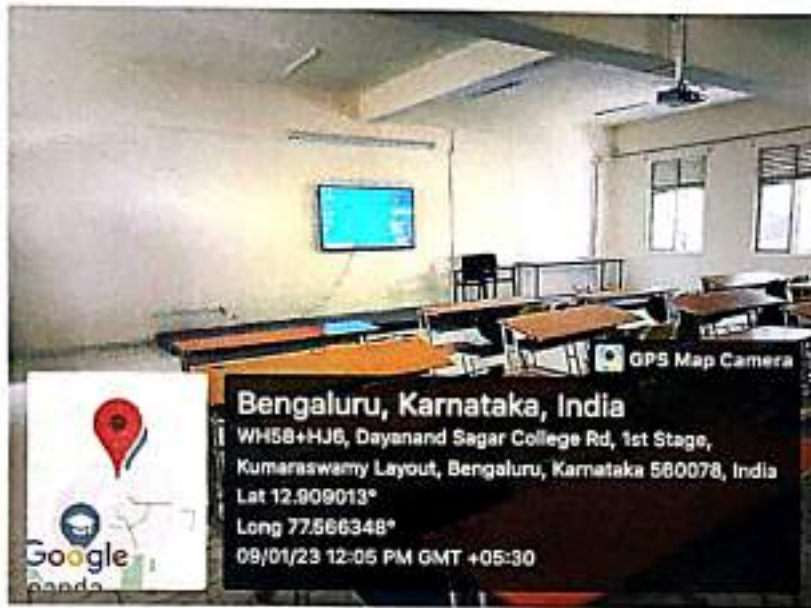 GPS Map Camera
Bengaluru, Karnataka, India
WH58+HJ6, Dayanand Sagar College Rd, 1st Stage,
Kumaraswamy Layout, Bengaluru, Karnataka 560078, India
Lat 12.909013°
Long 77.566348°
09/01/23 12:05 PM GMT +05:30
Google